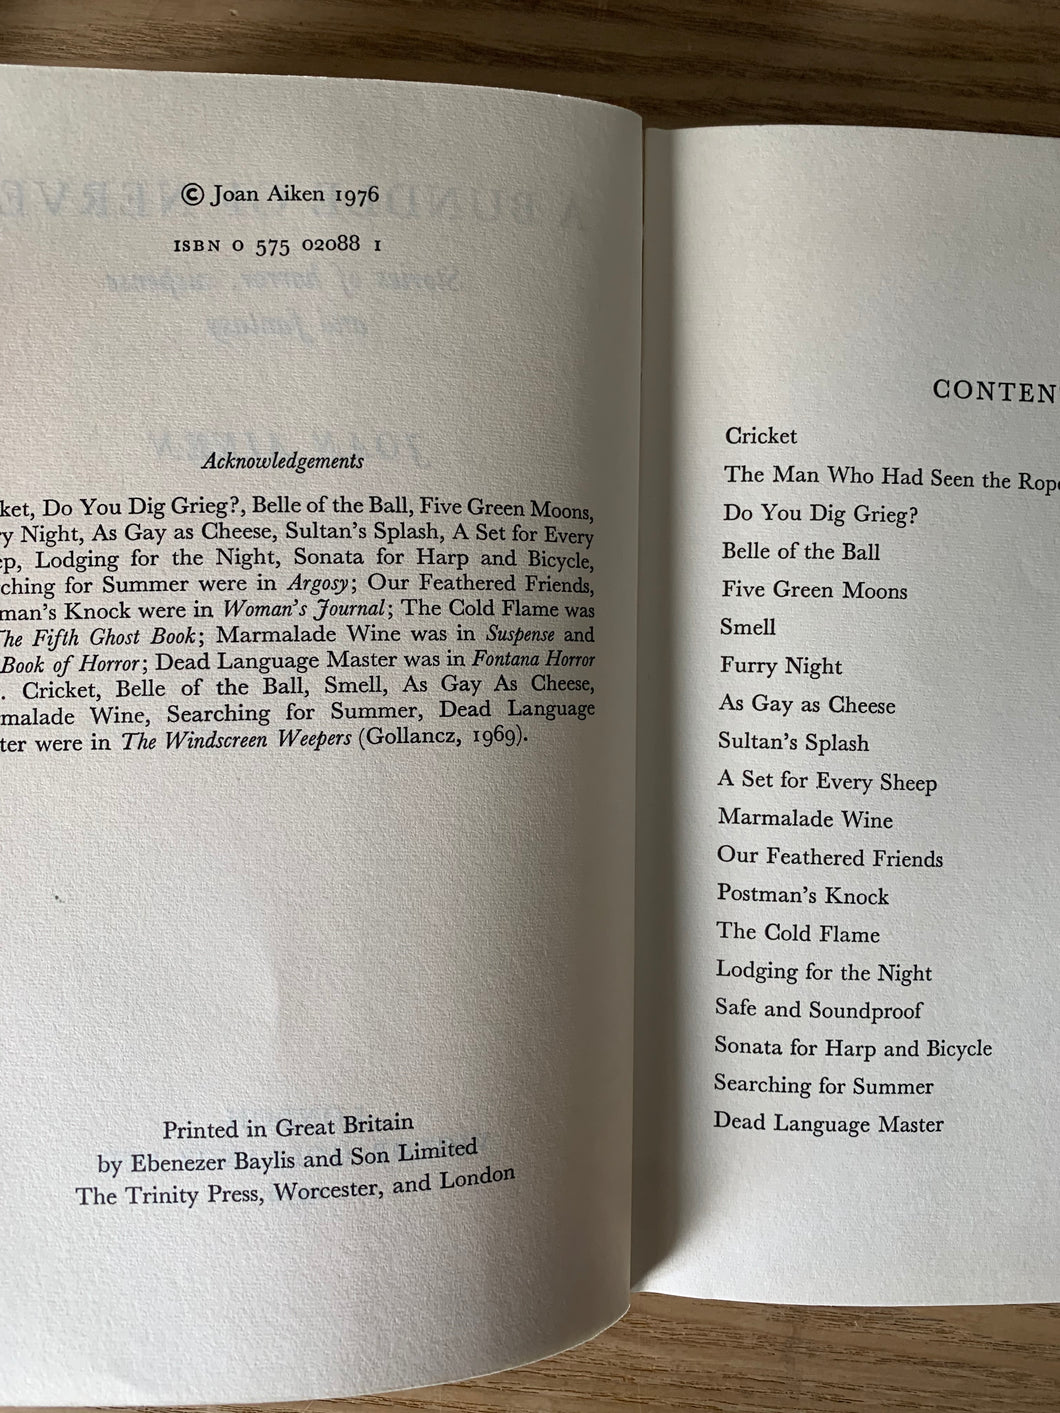 © Joan Aiken 1976
ISBN 0 575 02088 1
Acknowledgements
ket, Do You Dig Grieg?, Belle of the Ball, Five Green Moons,
y Night, As Gay as Cheese, Sultan's Splash, A Set for Every
ep, Lodging for the Night, Sonata for Harp and Bicycle,
ching for Summer were in Argosy; Our Feathered Friends,
man's Knock were in Woman's Journal; The Cold Flame was
The Fifth Ghost Book; Marmalade Wine was in Suspense and
Book of Horror; Dead Language Master was in Fontana Horror
. Cricket, Belle of the Ball, Smell, As Gay As Cheese,
malade Wine, Searching for Summer, Dead Language
ter were in The Windscreen Weepers (Gollancz, 1969).
Printed in Great Britain
by Ebenezer Baylis and Son Limited
The Trinity Press, Worcester, and London
CONTEN
Cricket
The Man Who Had Seen the Rope
Do You Dig Grieg?
Belle of the Ball
Five Green Moons
Smell
Furry Night
As Gay as Cheese
Sultan's Splash
A Set for Every Sheep
Marmalade Wine
Our Feathered Friends
Postman's Knock
The Cold Flame
Lodging for the Night
Safe and Soundproof
Sonata for Harp and Bicycle
Searching for Summer
Dead Language Master